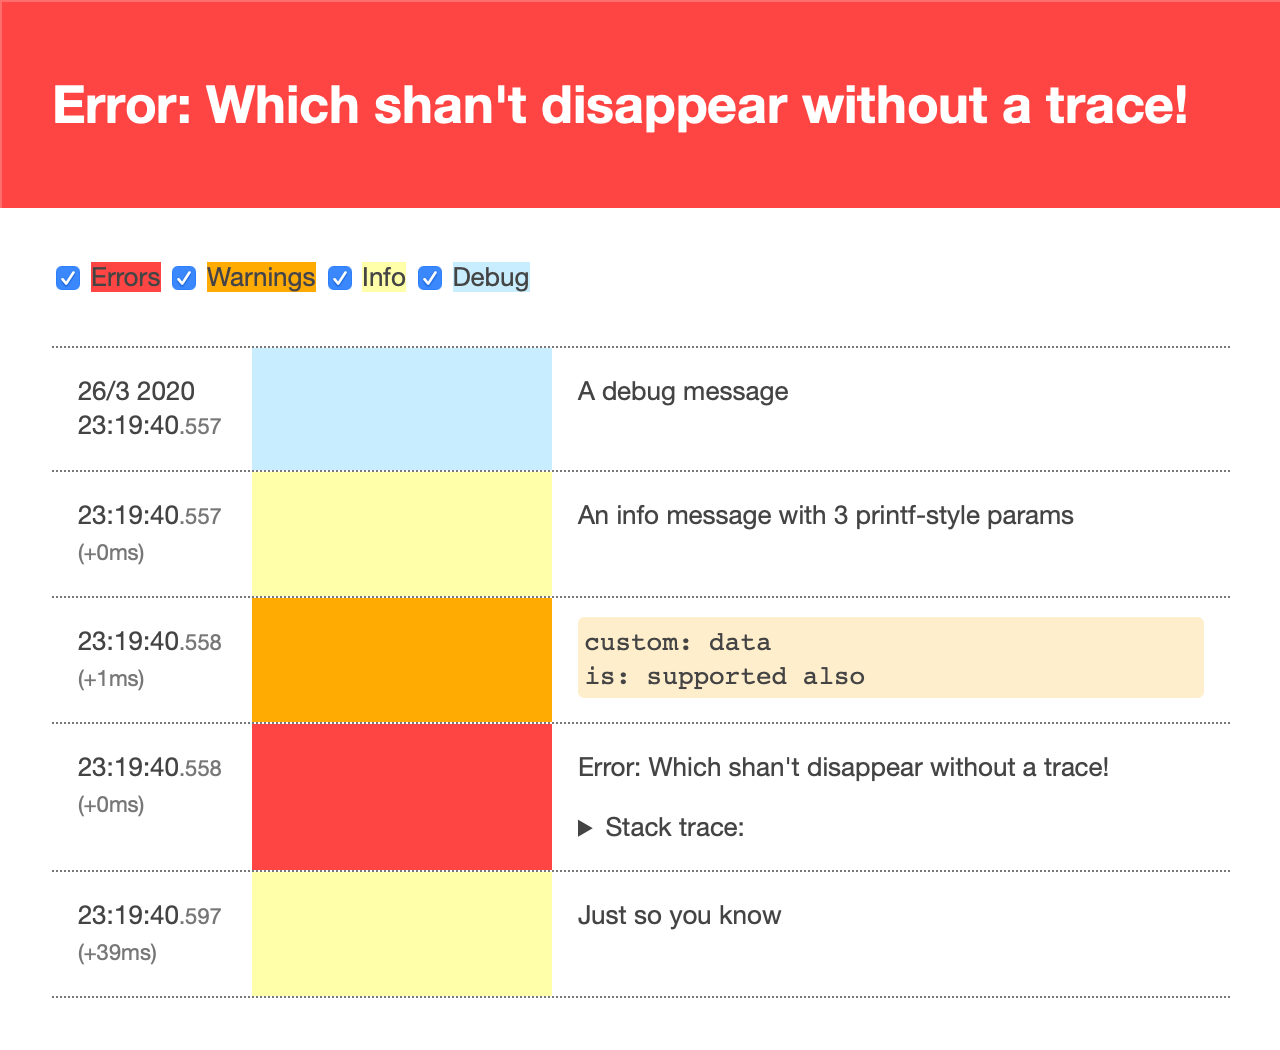 Error: Which shan't disappear without a trace!
Errors Warnings Info Debug
26/3 2020
23:19:40.557
A debug message
23:19:40.557
(+0ms)
An info message with 3 printf-style params
23:19:40.558
(+1ms)
custom: data
is: supported also
23:19:40.558
(+0ms)
Error: Which shan't disappear without a trace!
Stack trace:
23:19:40.597
(+39ms)
Just so you know